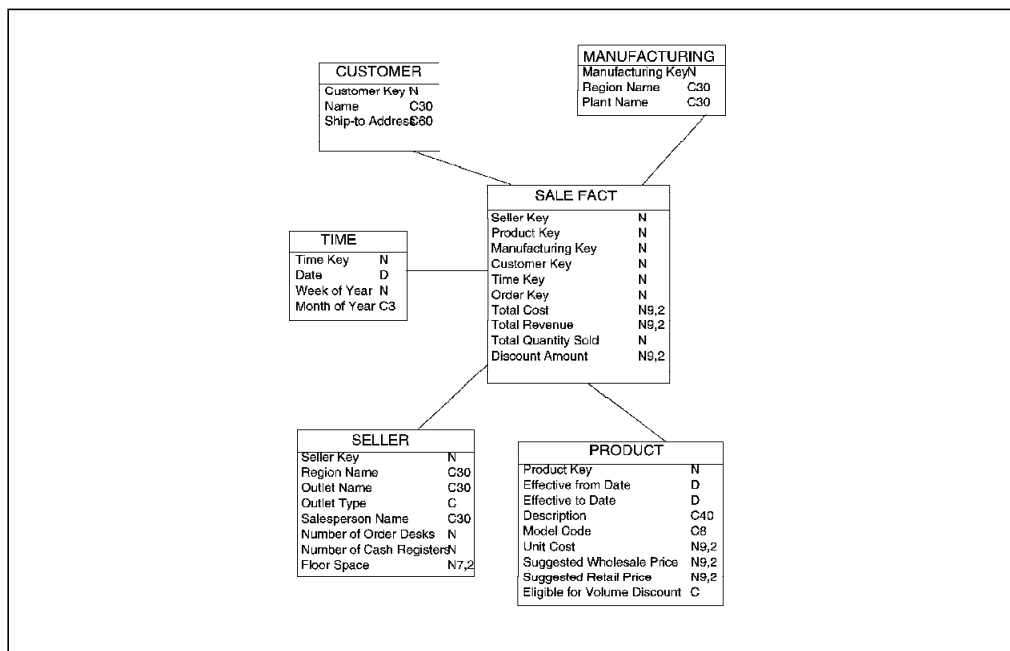 CUSTOMER
Customer Key N
Name C30
Ship-to Address C60
MANUFACTURING
Manufacturing Key N
Region Name C30
Plant Name C30
SALE FACT
Seller Key N
Product Key N
Manufacturing Key N
Customer Key N
Time Key N
Order Key N
Total Cost N9,2
Total Revenue N9,2
Total Quantity Sold N
Discount Amount N9,2
TIME
Time Key N
Date D
Week of Year N
Month of Year C3
SELLER
Seller Key N
Region Name C30
Outlet Name C30
Outlet Type C
Salesperson Name C30
Number of Order Desks N
Number of Cash Registers N
Floor Space N7,2
PRODUCT
Product Key N
Effective from Date D
Effective to Date D
Description C40
Model Code C8
Unit Cost N9,2
Suggested Wholesale Price N9,2
Suggested Retail Price N9,2
Eligible for Volume Discount C